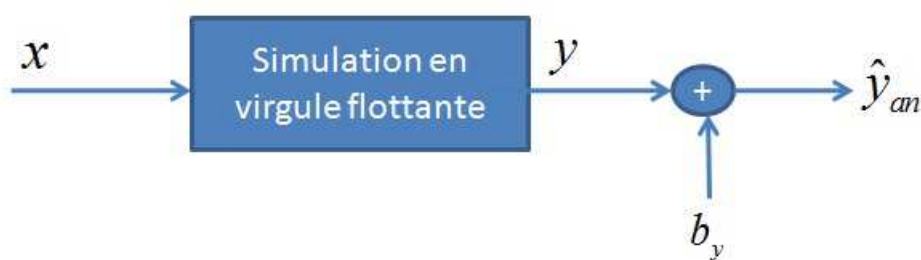 x
Simulation en
virgule flottante
y
+
ŷ_an
b_y